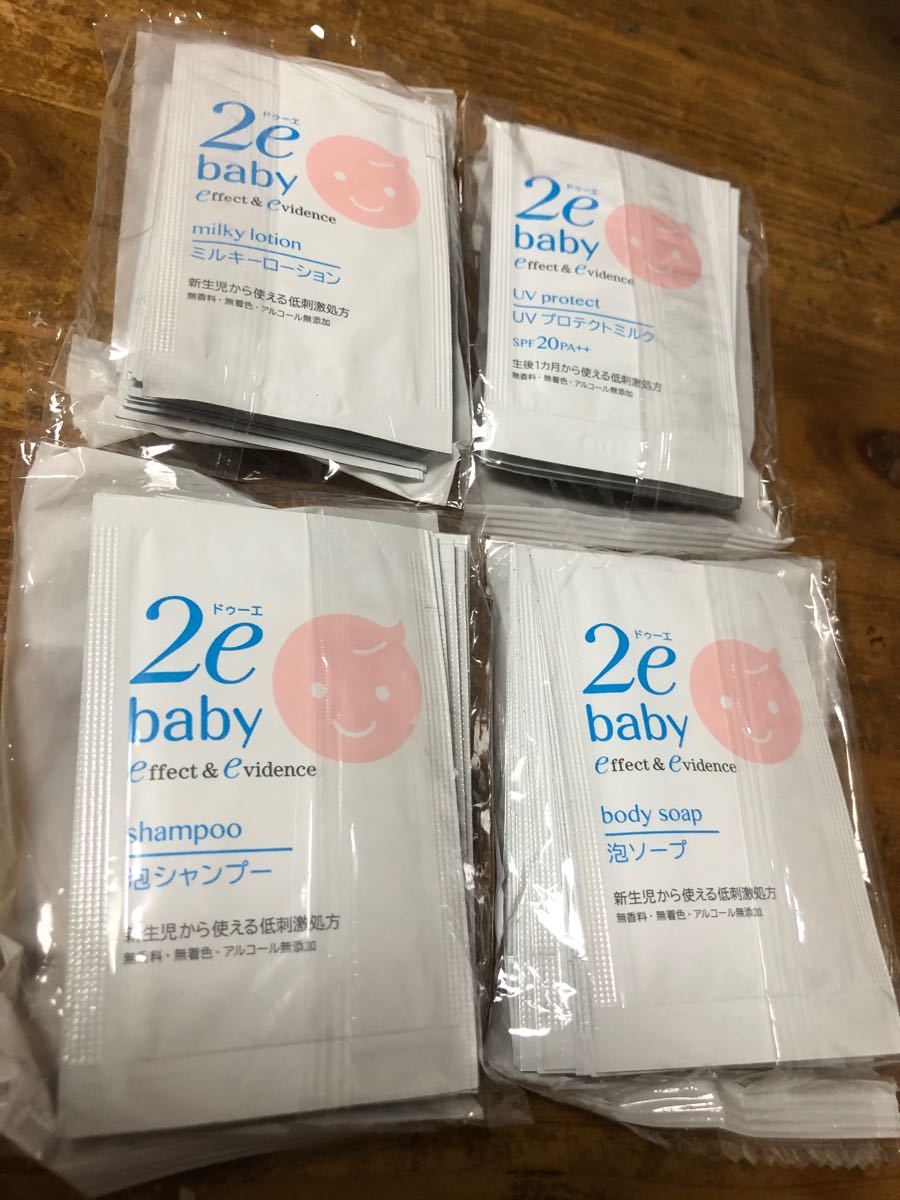 ドゥーエ
2e
baby
effect & evidence
milky lotion
ミルキーローション
新生児から使える低刺激処方
無香料・無着色・アルコール無添加
ドゥーエ
2e
baby
effect & evidence
UV protect
UV プロテクトミルク
SPF 20PA++
生後1カ月から使える低刺激処方
無香料・無着色・アルコール無添加
ドゥーエ
2e
baby
effect & evidence
shampoo
泡シャンプー
新生児から使える低刺激処方
無香料・無着色・アルコール無添加
ドゥーエ
2e
baby
effect & evidence
body soap
泡ソープ
新生児から使える低刺激処方
無香料・無着色・アルコール無添加